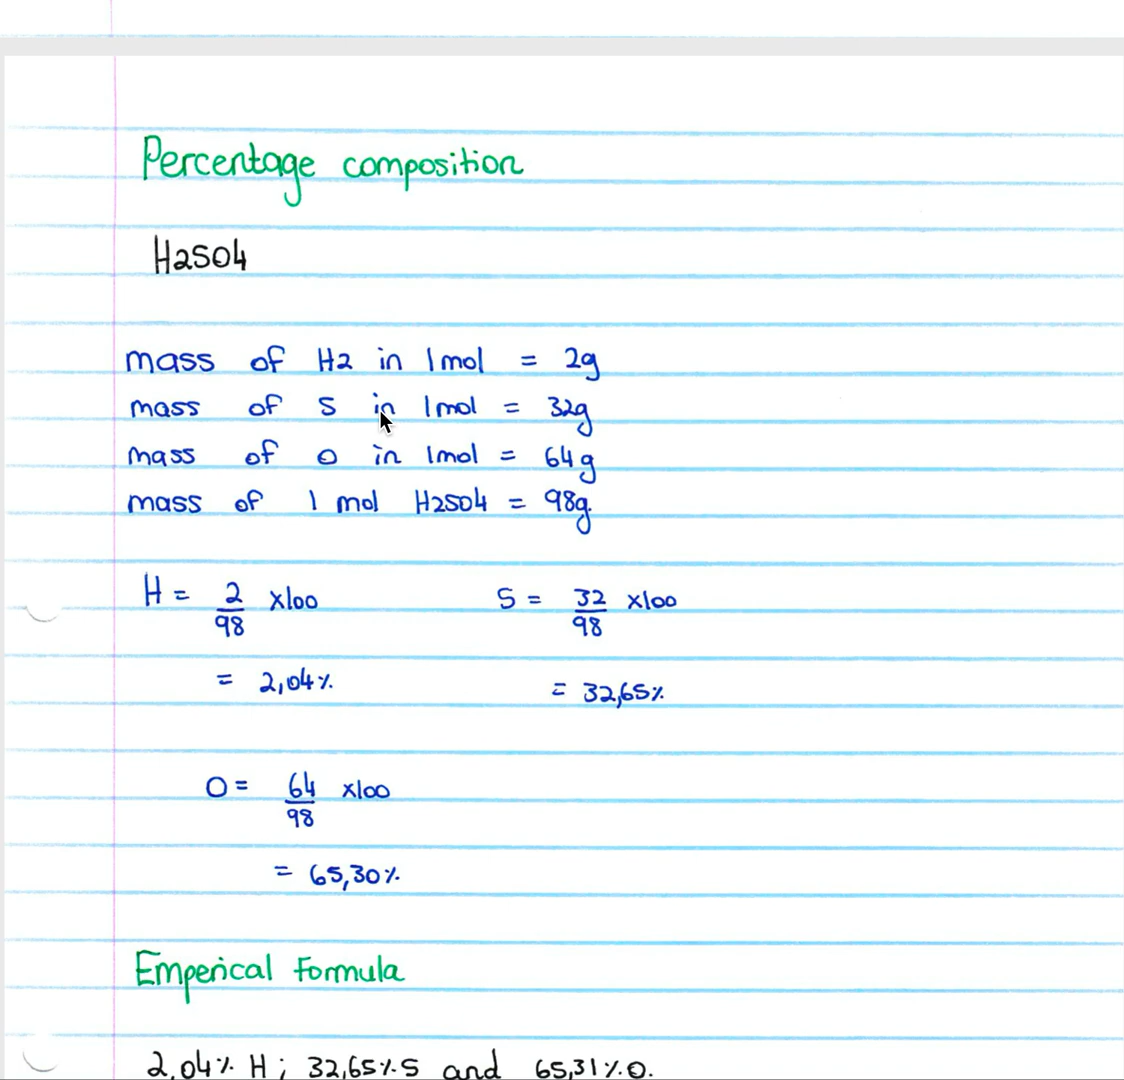 Percentage composition
H2SO4
mass of H2 in 1mol = 2g
mass of S in 1mol = 32g
mass of O in 1mol = 64g
mass of 1 mol H2SO4 = 98g.
H = 2/98 x100 S = 32/98 x100
= 2,04% = 32,65%
O = 64/98 x100
= 65,30%
Emperical Formula
2,04% H; 32,65% S and 65,31% O.